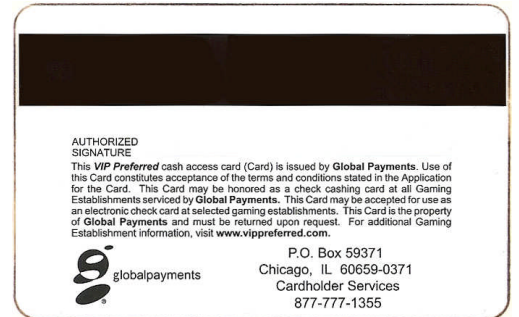 AUTHORIZED
SIGNATURE
This VIP Preferred cash access card (Card) is issued by Global Payments. Use of
this Card constitutes acceptance of the terms and conditions stated in the Application
for the Card. This Card may be honored as a check cashing card at all Gaming
Establishments serviced by Global Payments. This Card may be accepted for use as
an electronic check card at selected gaming establishments. This Card is the property
of Global Payments and must be returned upon request. For additional Gaming
Establishment information, visit www.vippreferred.com.
globalpayments
®
P.O. Box 59371
Chicago, IL 60659-0371
Cardholder Services
877-777-1355